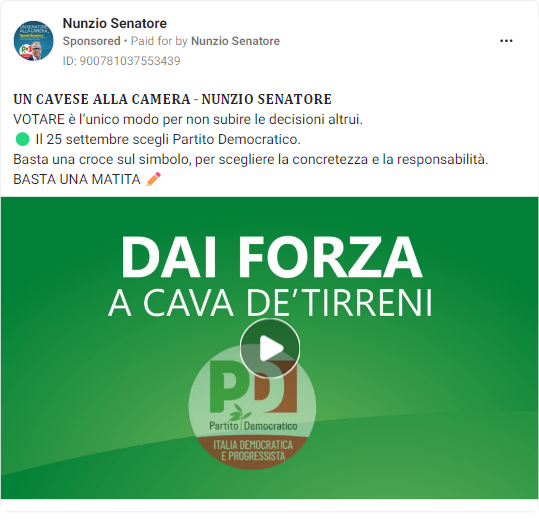 Nunzio Senatore
Sponsored • Paid for by Nunzio Senatore
ID: 900781037553439
UN CAVESE ALLA CAMERA - NUNZIO SENATORE
VOTARE è l'unico modo per non subire le decisioni altrui.
🟢 Il 25 settembre scegli Partito Democratico.
Basta una croce sul simbolo, per scegliere la concretezza e la responsabilità.
BASTA UNA MATITA ✏️
DAI FORZA
A CAVA DE'TIRRENI
PD
Partito Democratico
ITALIA DEMOCRATICA
E PROGRESSISTA